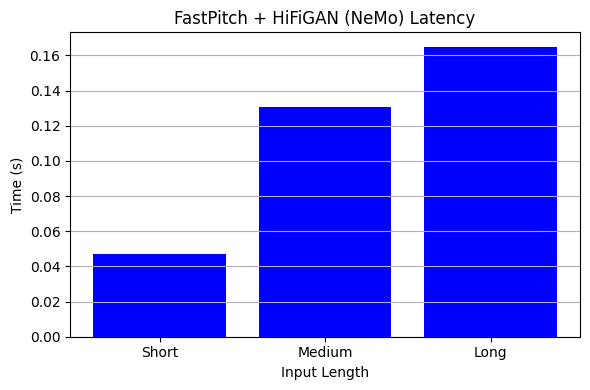 FastPitch + HiFiGAN (NeMo) Latency
Time (s)
0.16
0.14
0.12
0.10
0.08
0.06
0.04
0.02
0.00
Short Medium Long
Input Length